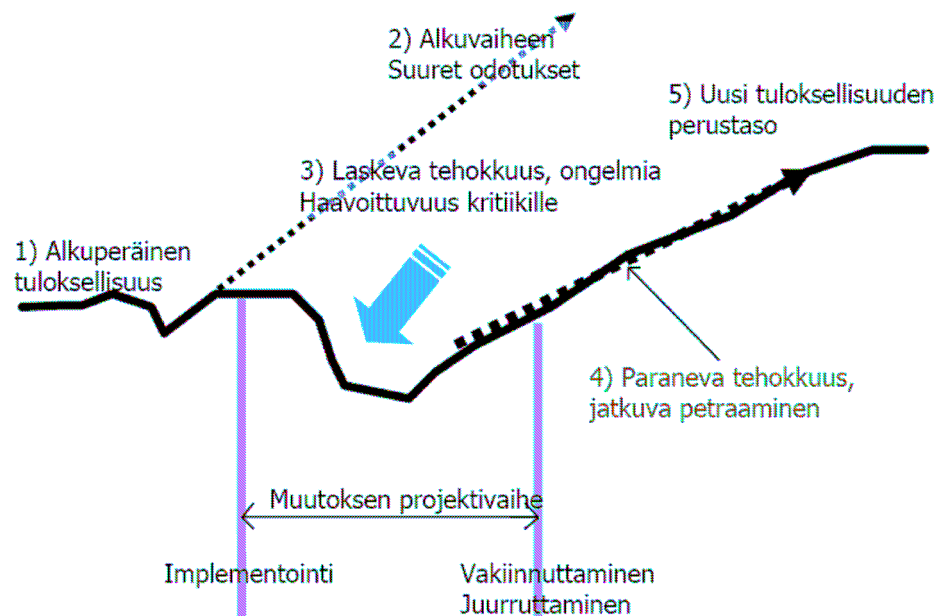 2) Alkuvaiheen
Suuret odotukset
5) Uusi tuloksellisuuden
perustaso
3) Laskeva tehokkuus, ongelmia
Haavoittuvuus kritiikille
1) Alkuperäinen
tuloksellisuus
4) Paraneva tehokkuus,
jatkuva petraaminen
Muutoksen projektivaihe
Implementointi
Vakiinnuttaminen
Juurruttaminen